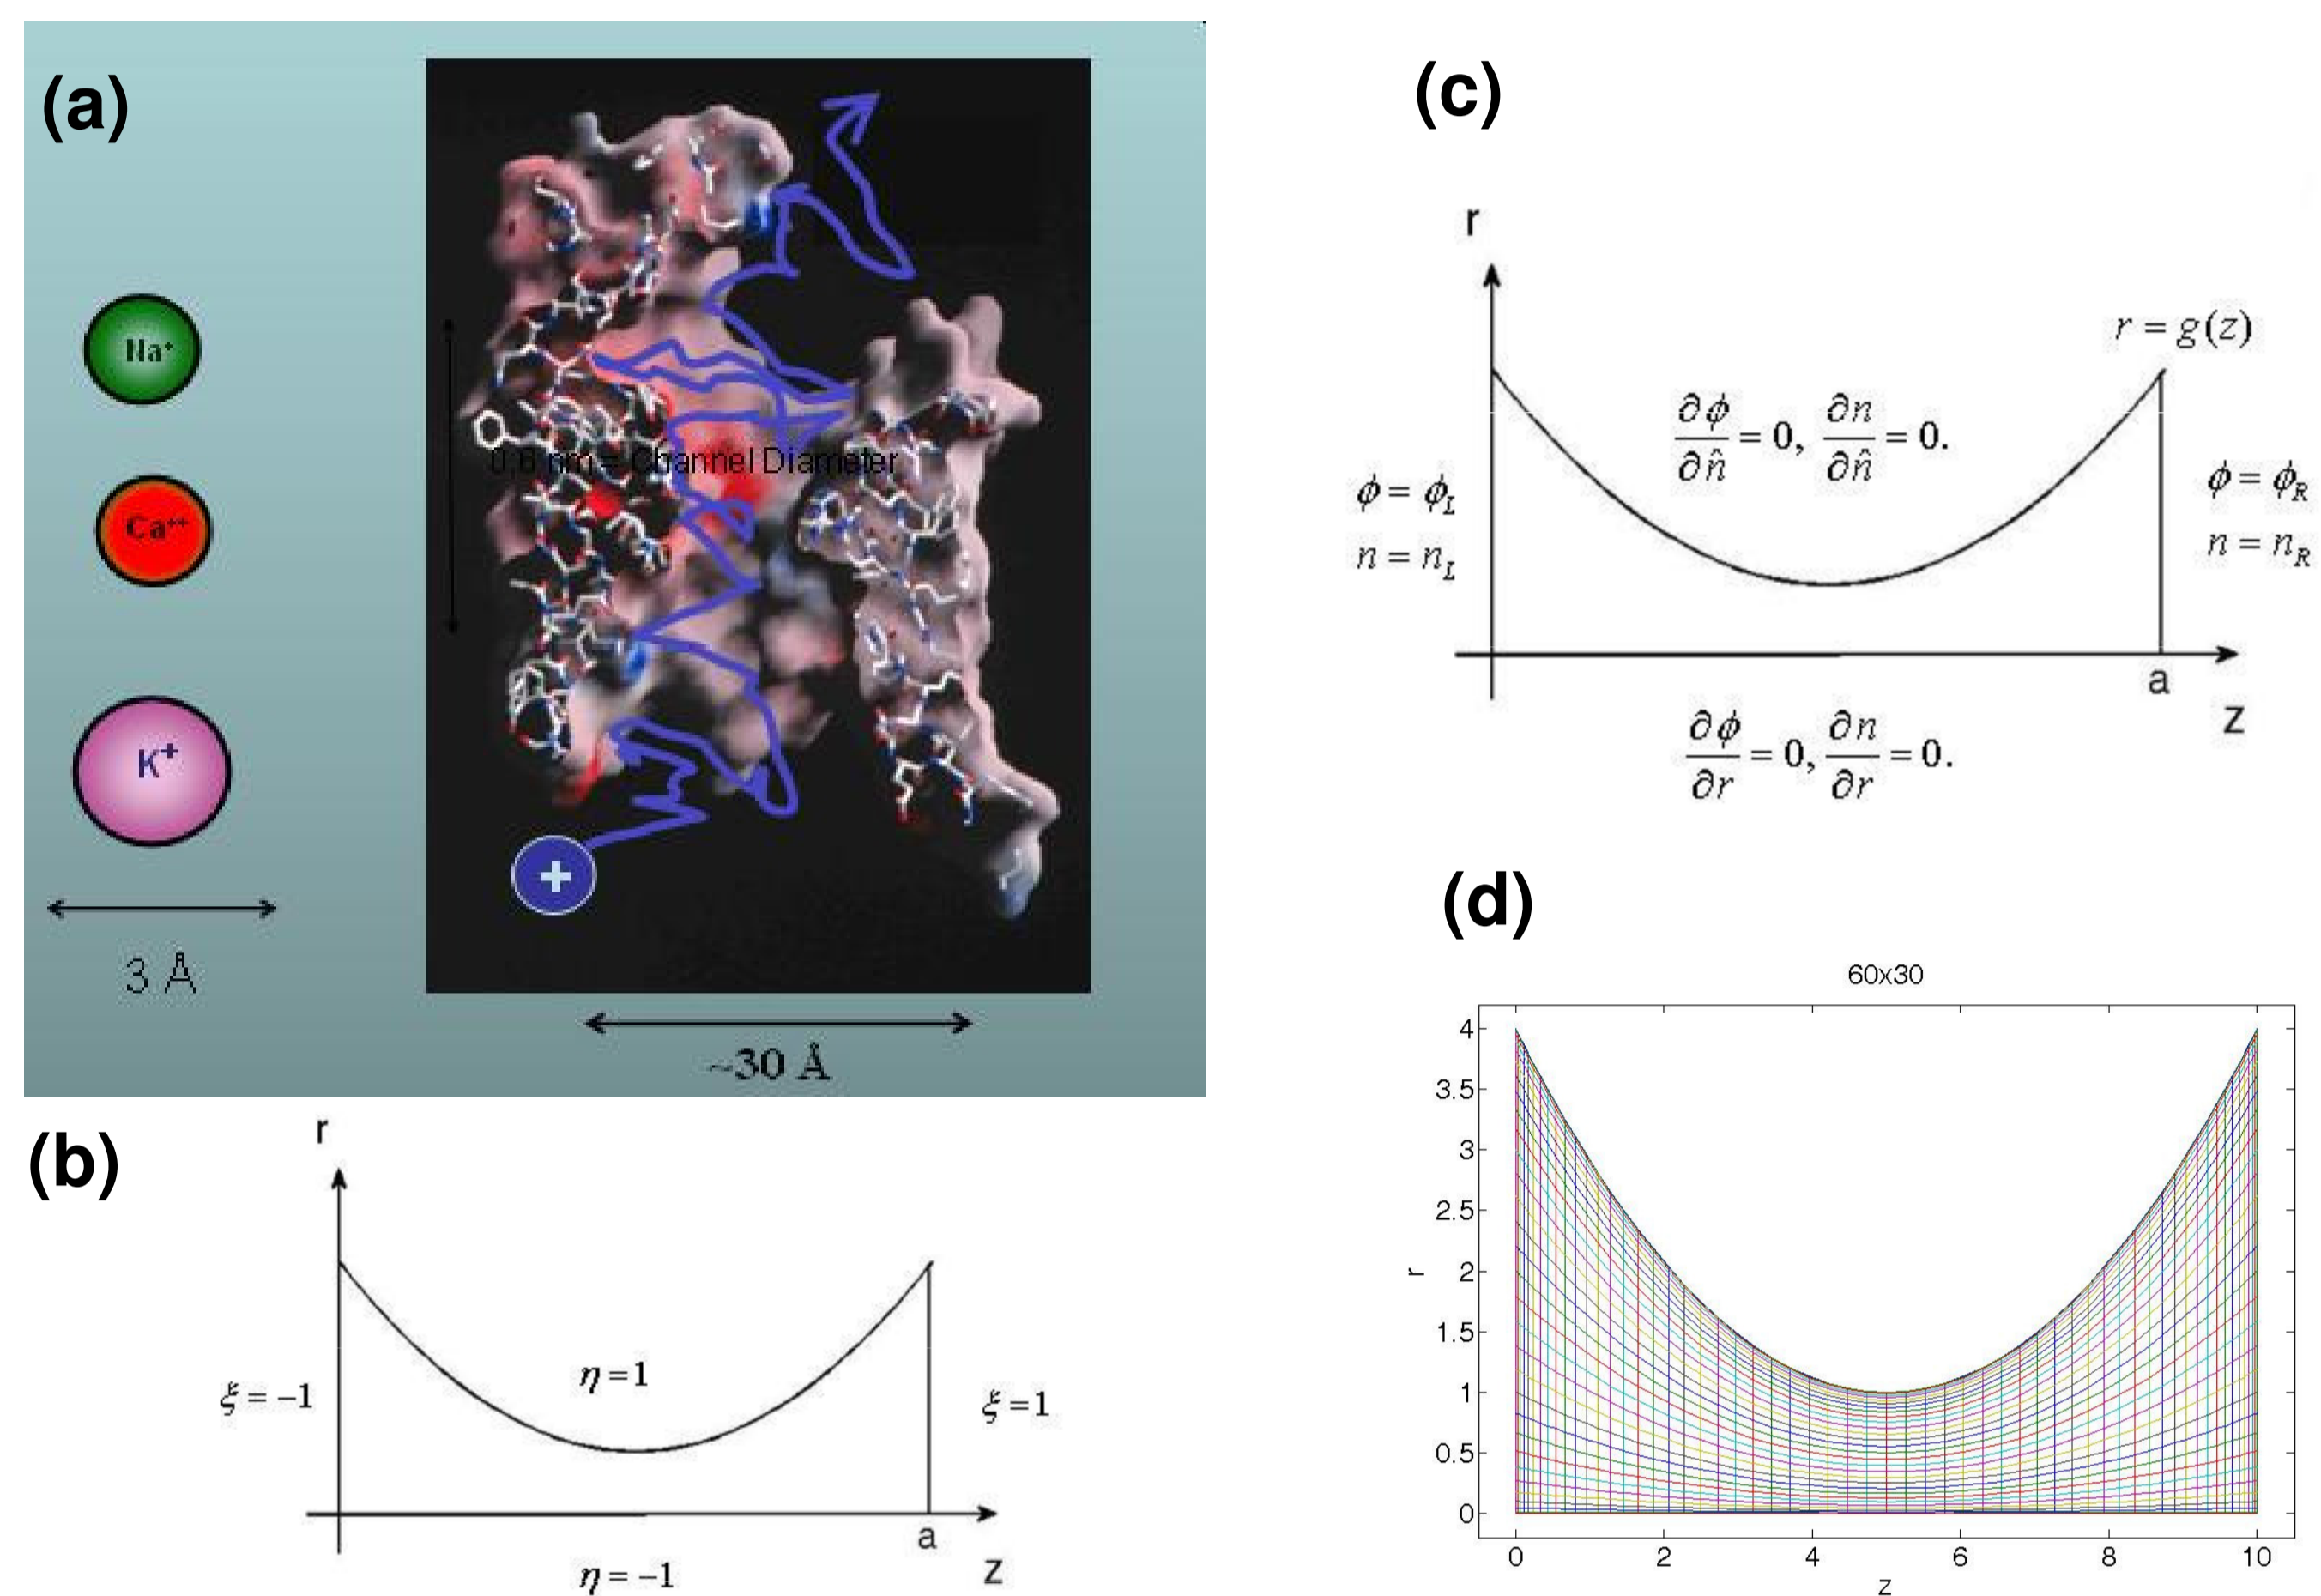 (a)
Na⁺
Ca⁺⁺
K⁺
3 Å
0.6 nm = Channel Diameter
~30 Å
(b)
r
ξ = −1
η = 1
ξ = 1
a
z
η = −1
(c)
r
r = g(z)
∂ϕ/∂n̂ = 0, ∂n/∂n̂ = 0.
ϕ = ϕ_L
n = n_L
ϕ = ϕ_R
n = n_R
a
z
∂ϕ/∂r = 0, ∂n/∂r = 0.
(d)
60x30
4
3.5
3
2.5
2
1.5
1
0.5
0
r
0 2 4 6 8 10
z
+